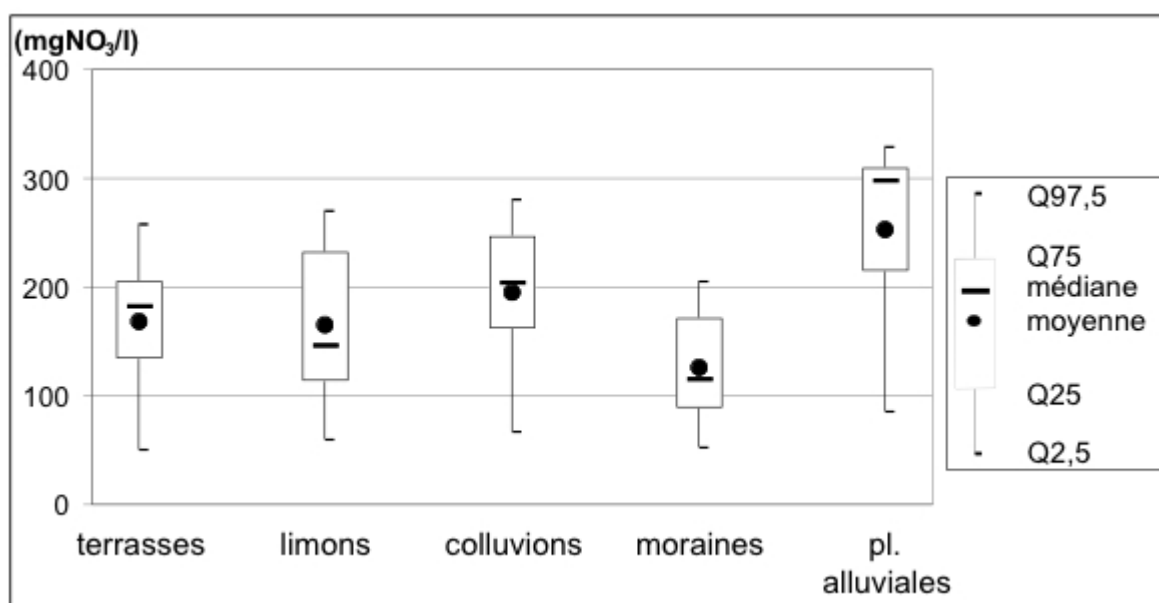 (mgNO₃/l)
400
300
200
100
0
terrasses limons colluvions moraines pl.
alluviales
Q97,5
Q75
médiane
moyenne
Q25
Q2,5